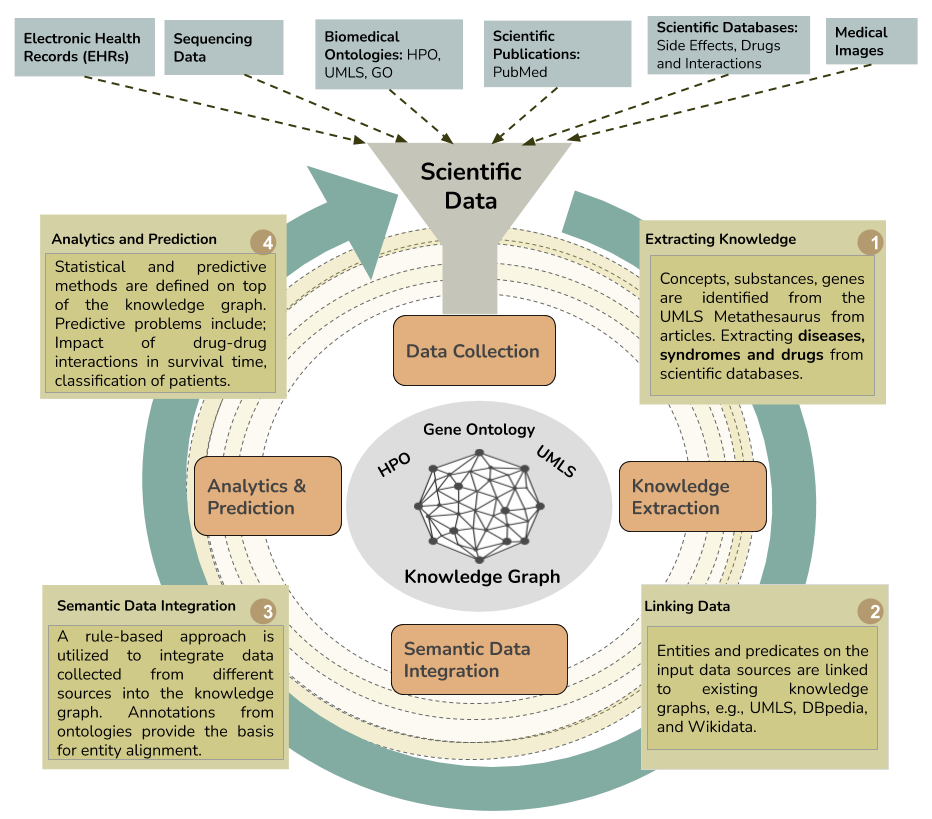 Electronic Health
Records (EHRs)
Sequencing
Data
Biomedical
Ontologies: HPO,
UMLS, GO
Scientific
Publications:
PubMed
Scientific Databases:
Side Effects, Drugs
and Interactions
Medical
Images
Scientific
Data
Analytics and Prediction
4
Statistical and predictive
methods are defined on top
of the knowledge graph.
Predictive problems include;
Impact of drug-drug
interactions in survival time,
classification of patients.
Extracting Knowledge
1
Concepts, substances, genes
are identified from the
UMLS Metathesaurus from
articles. Extracting diseases,
syndromes and drugs from
scientific databases.
Data Collection
Gene Ontology
HPO
UMLS
Knowledge Graph
Analytics &
Prediction
Knowledge
Extraction
Semantic Data
Integration
Semantic Data Integration
3
A rule-based approach is
utilized to integrate data
collected from different
sources into the knowledge
graph. Annotations from
ontologies provide the basis
for entity alignment.
Linking Data
2
Entities and predicates on the
input data sources are linked
to existing knowledge
graphs, e.g., UMLS, DBpedia,
and Wikidata.